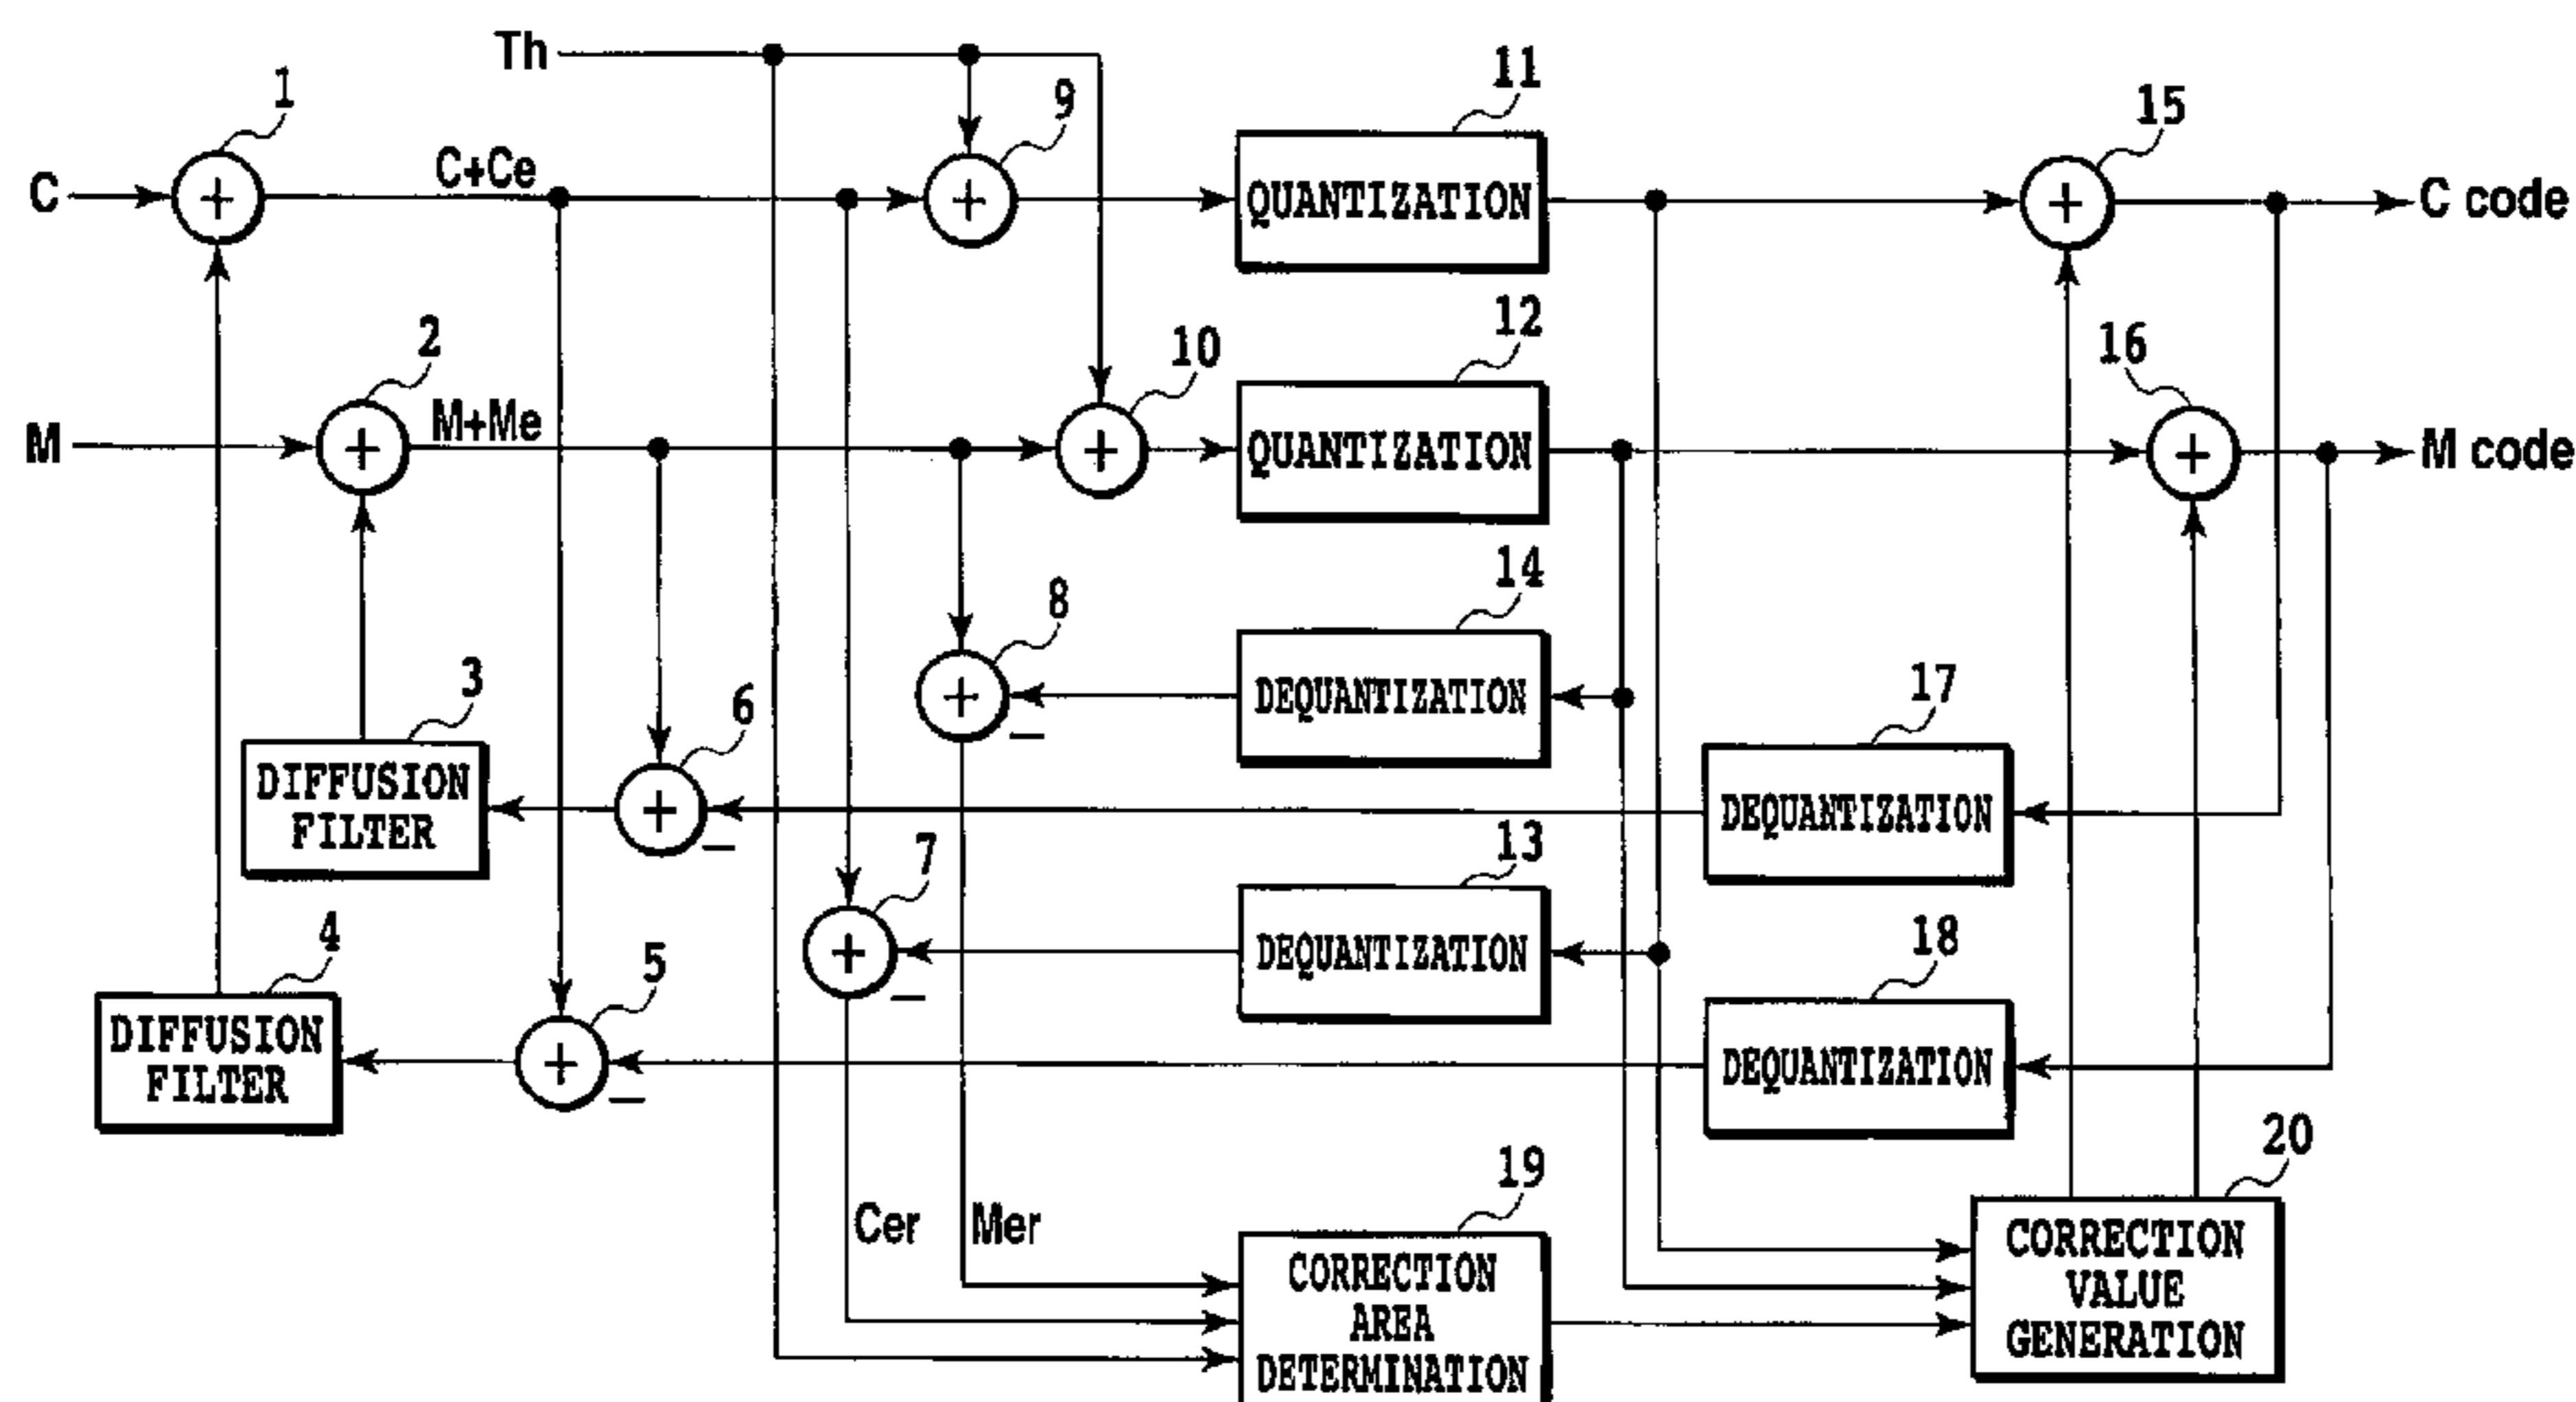 Th
1
9
11
15
C
+
C+Ce
+
QUANTIZATION
+
C code
2
10
12
16
M
+
M+Me
+
QUANTIZATION
+
M code
8
14
+
DEQUANTIZATION
−
3
6
17
DIFFUSION
FILTER
+
−
DEQUANTIZATION
7
13
+
DEQUANTIZATION
−
4
5
18
DIFFUSION
FILTER
+
−
DEQUANTIZATION
Cer
Mer
19
CORRECTION
AREA
DETERMINATION
20
CORRECTION
VALUE
GENERATION